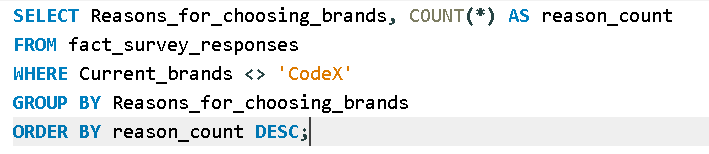 SELECT Reasons_for_choosing_brands, COUNT(*) AS reason_count
FROM fact_survey_responses
WHERE Current_brands <> 'CodeX'
GROUP BY Reasons_for_choosing_brands
ORDER BY reason_count DESC;